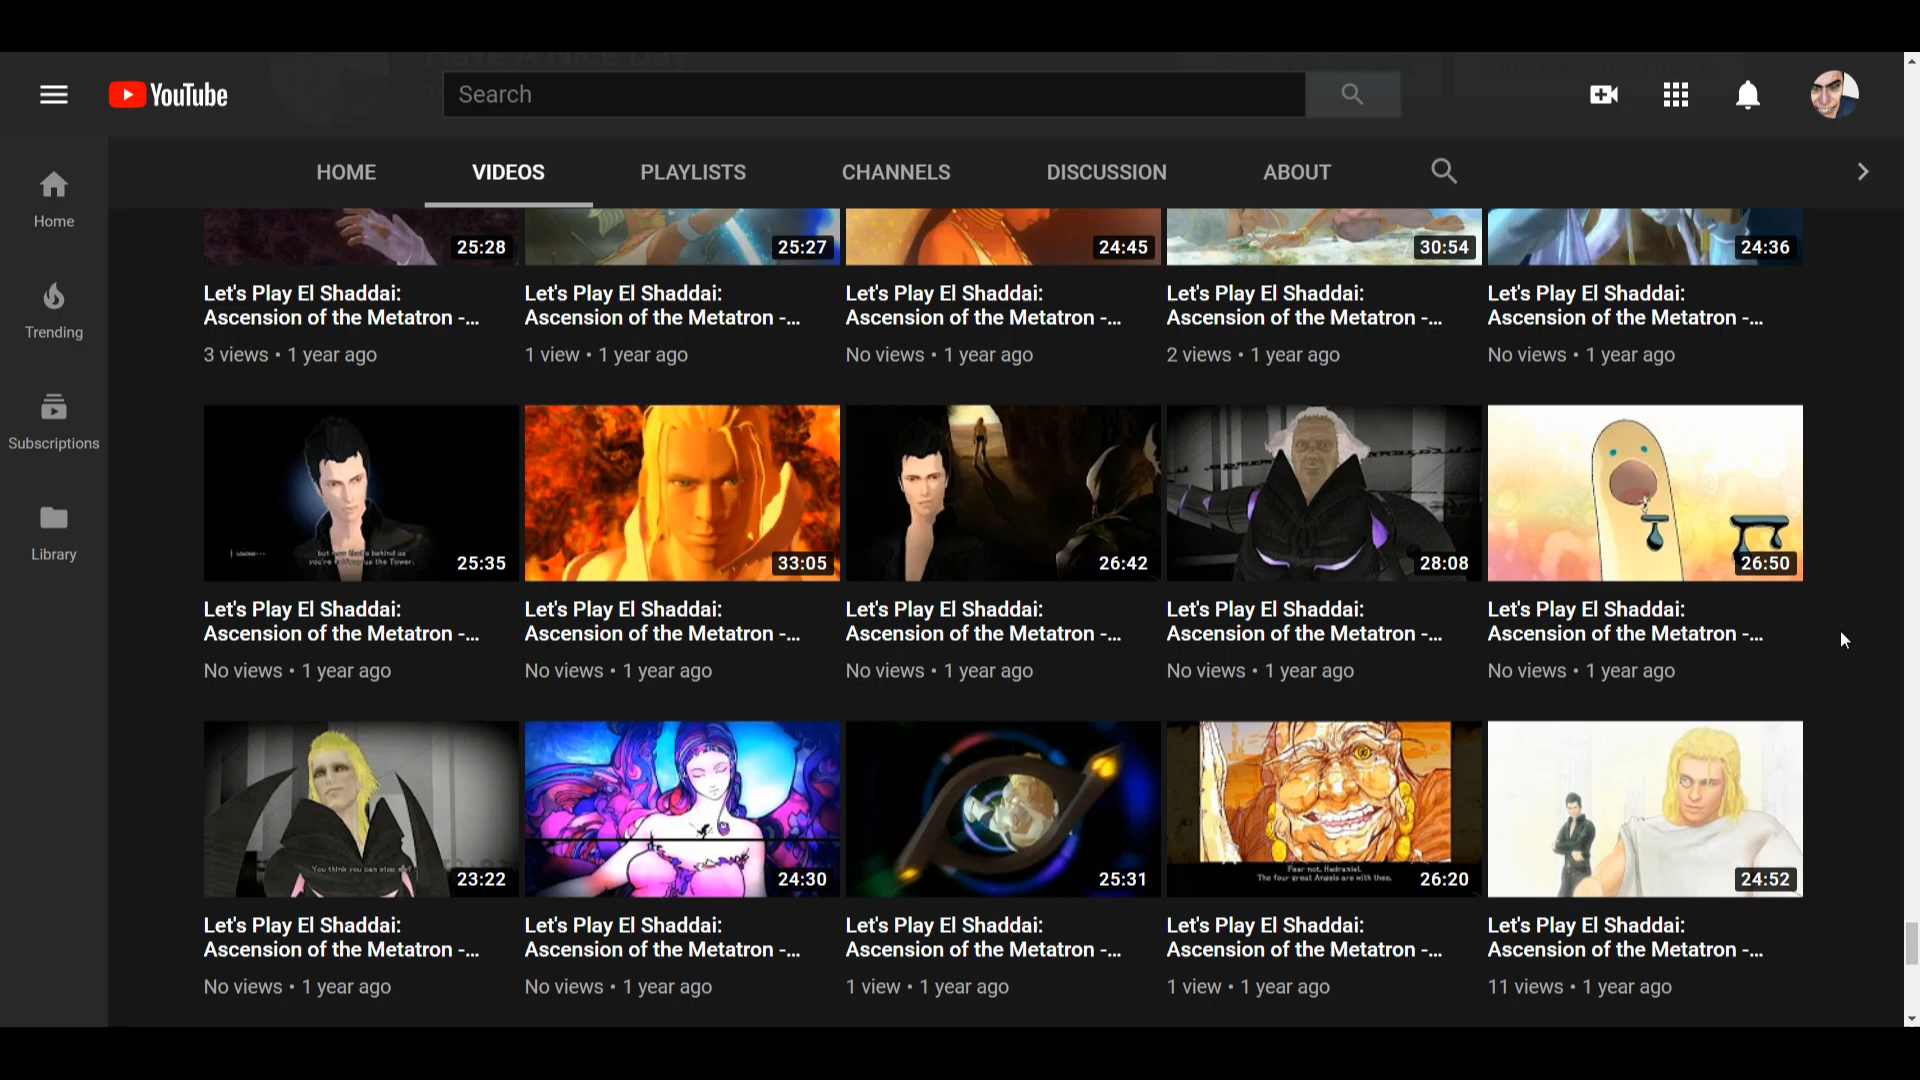 YouTube
Search
HOME
VIDEOS
PLAYLISTS
CHANNELS
DISCUSSION
ABOUT
Home
Trending
Subscriptions
Library
25:28
25:27
24:45
30:54
24:36
Let's Play El Shaddai:
Ascension of the Metatron -...
3 views • 1 year ago
Let's Play El Shaddai:
Ascension of the Metatron -...
1 view • 1 year ago
Let's Play El Shaddai:
Ascension of the Metatron -...
No views • 1 year ago
Let's Play El Shaddai:
Ascension of the Metatron -...
2 views • 1 year ago
Let's Play El Shaddai:
Ascension of the Metatron -...
No views • 1 year ago
25:35
Let's Play El Shaddai:
Ascension of the Metatron -...
No views • 1 year ago
33:05
Let's Play El Shaddai:
Ascension of the Metatron -...
No views • 1 year ago
26:42
Let's Play El Shaddai:
Ascension of the Metatron -...
No views • 1 year ago
28:08
Let's Play El Shaddai:
Ascension of the Metatron -...
No views • 1 year ago
26:50
Let's Play El Shaddai:
Ascension of the Metatron -...
No views • 1 year ago
You think you can stop me?
23:22
Let's Play El Shaddai:
Ascension of the Metatron -...
No views • 1 year ago
24:30
Let's Play El Shaddai:
Ascension of the Metatron -...
No views • 1 year ago
25:31
Let's Play El Shaddai:
Ascension of the Metatron -...
1 view • 1 year ago
Fear not,
The four great Angels are with thee.
26:20
Let's Play El Shaddai:
Ascension of the Metatron -...
1 view • 1 year ago
24:52
Let's Play El Shaddai:
Ascension of the Metatron -...
11 views • 1 year ago